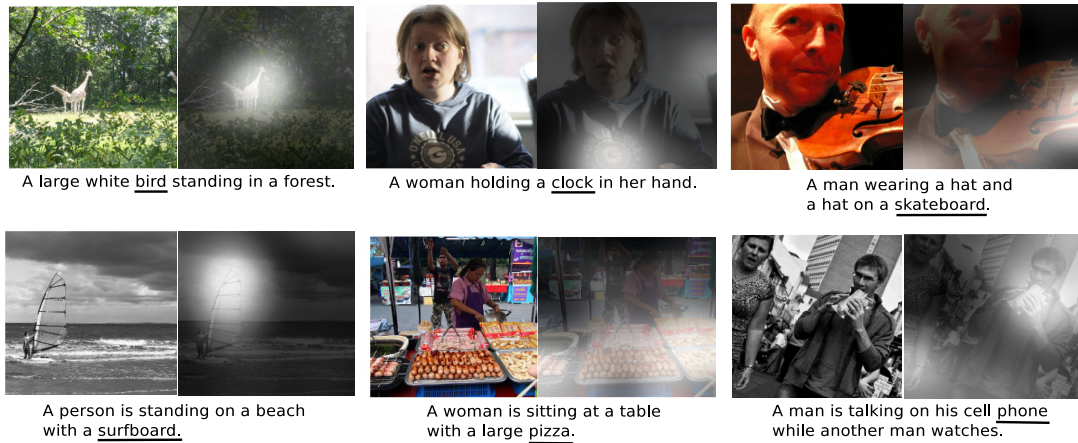 A large white bird standing in a forest.
A woman holding a clock in her hand.
A man wearing a hat and
a hat on a skateboard.
A person is standing on a beach
with a surfboard.
A woman is sitting at a table
with a large pizza.
A man is talking on his cell phone
while another man watches.